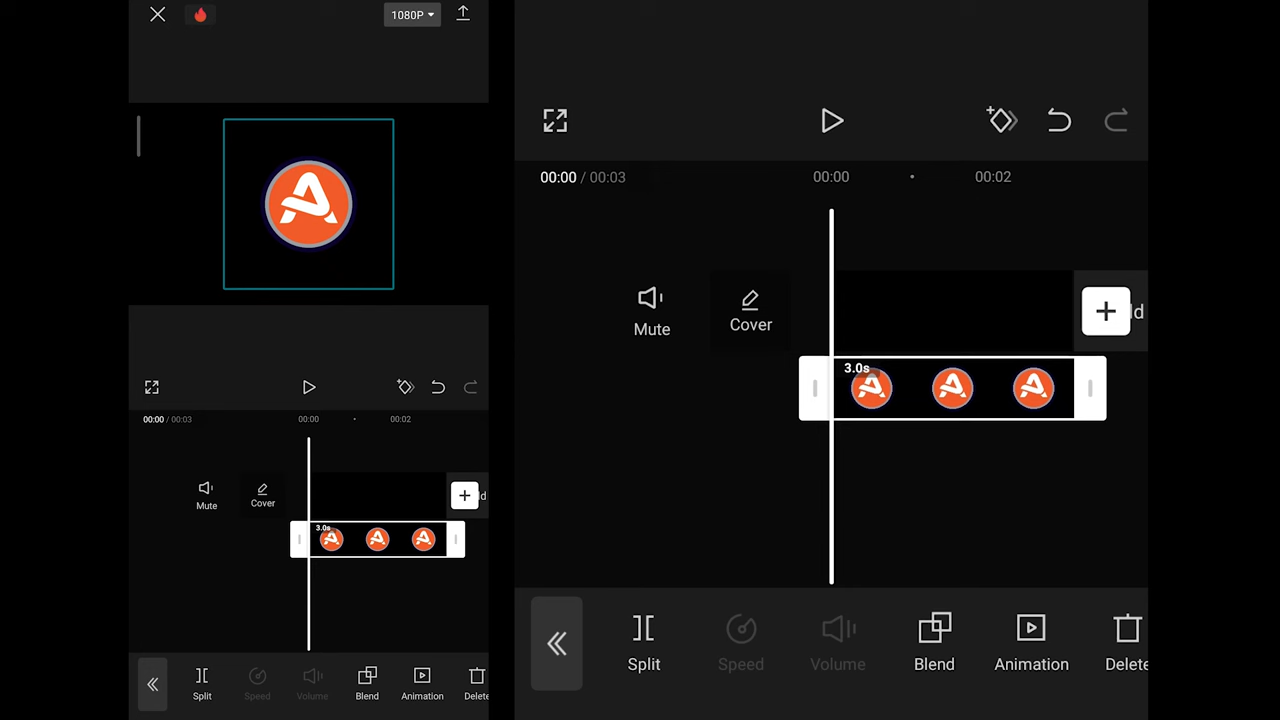 1080P
00:00 / 00:03
00:00
00:02
Mute
Cover
3.0s
Split
Speed
Volume
Blend
Animation
Delete
00:00 / 00:03
00:00
00:02
Mute
Cover
d
3.0s
Split
Speed
Volume
Blend
Animation
Delete